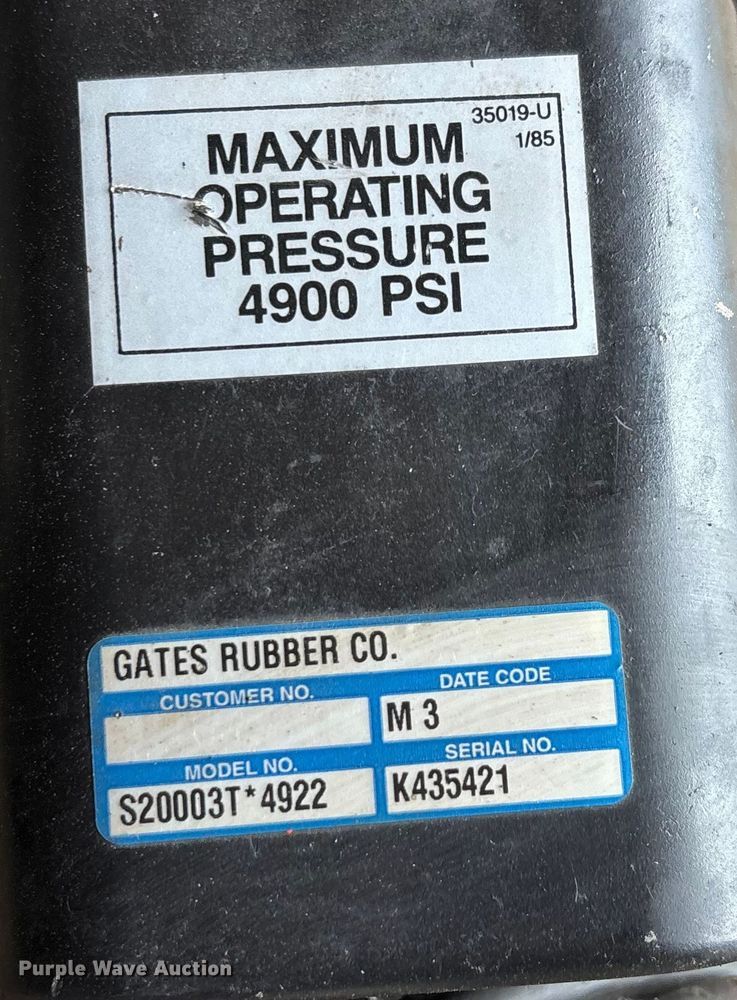 35019-U
1/85
MAXIMUM
OPERATING
PRESSURE
4900 PSI
GATES RUBBER CO.
CUSTOMER NO.
DATE CODE
M 3
MODEL NO.
SERIAL NO.
S20003T*4922
K435421
Purple Wave Auction